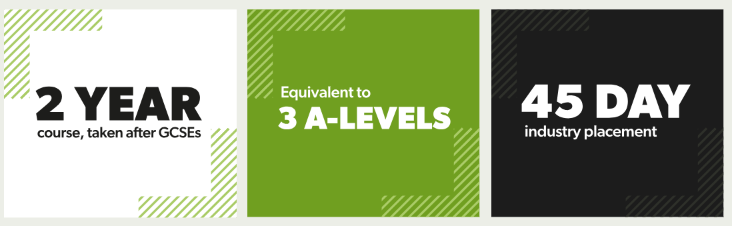 2 YEAR
course, taken after GCSEs
Equivalent to
3 A-LEVELS
45 DAY
industry placement